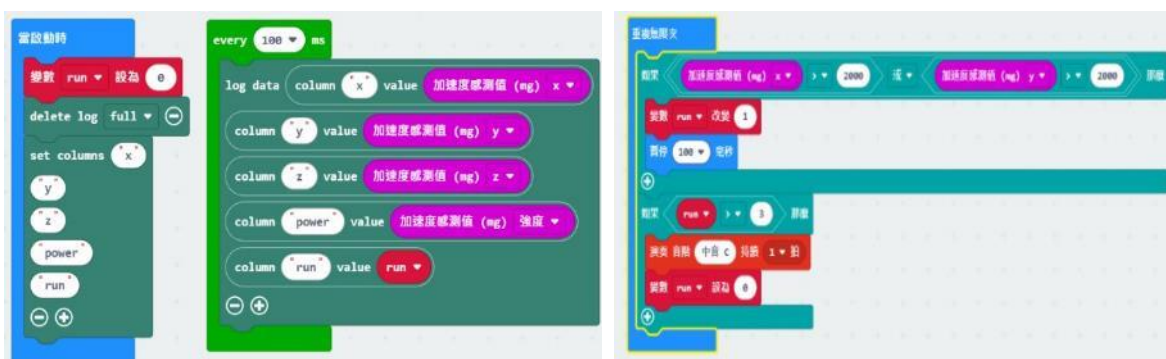 當啟動時
變數 run 設為 0
delete log full
set columns "x"
"y"
"z"
"power"
"run"
every 100 ms
log data column "x" value 加速度感測值 (mg) x
column "y" value 加速度感測值 (mg) y
column "z" value 加速度感測值 (mg) z
column "power" value 加速度感測值 (mg) 強度
column "run" value run
重複無限次
如果 加速度感測值 (mg) x > 2000 或 加速度感測值 (mg) y > 2000 那麼
變數 run 改變 1
暫停 100 毫秒
如果 run > 3 那麼
演奏 音階 中音 C 持續 1 拍
變數 run 設為 0